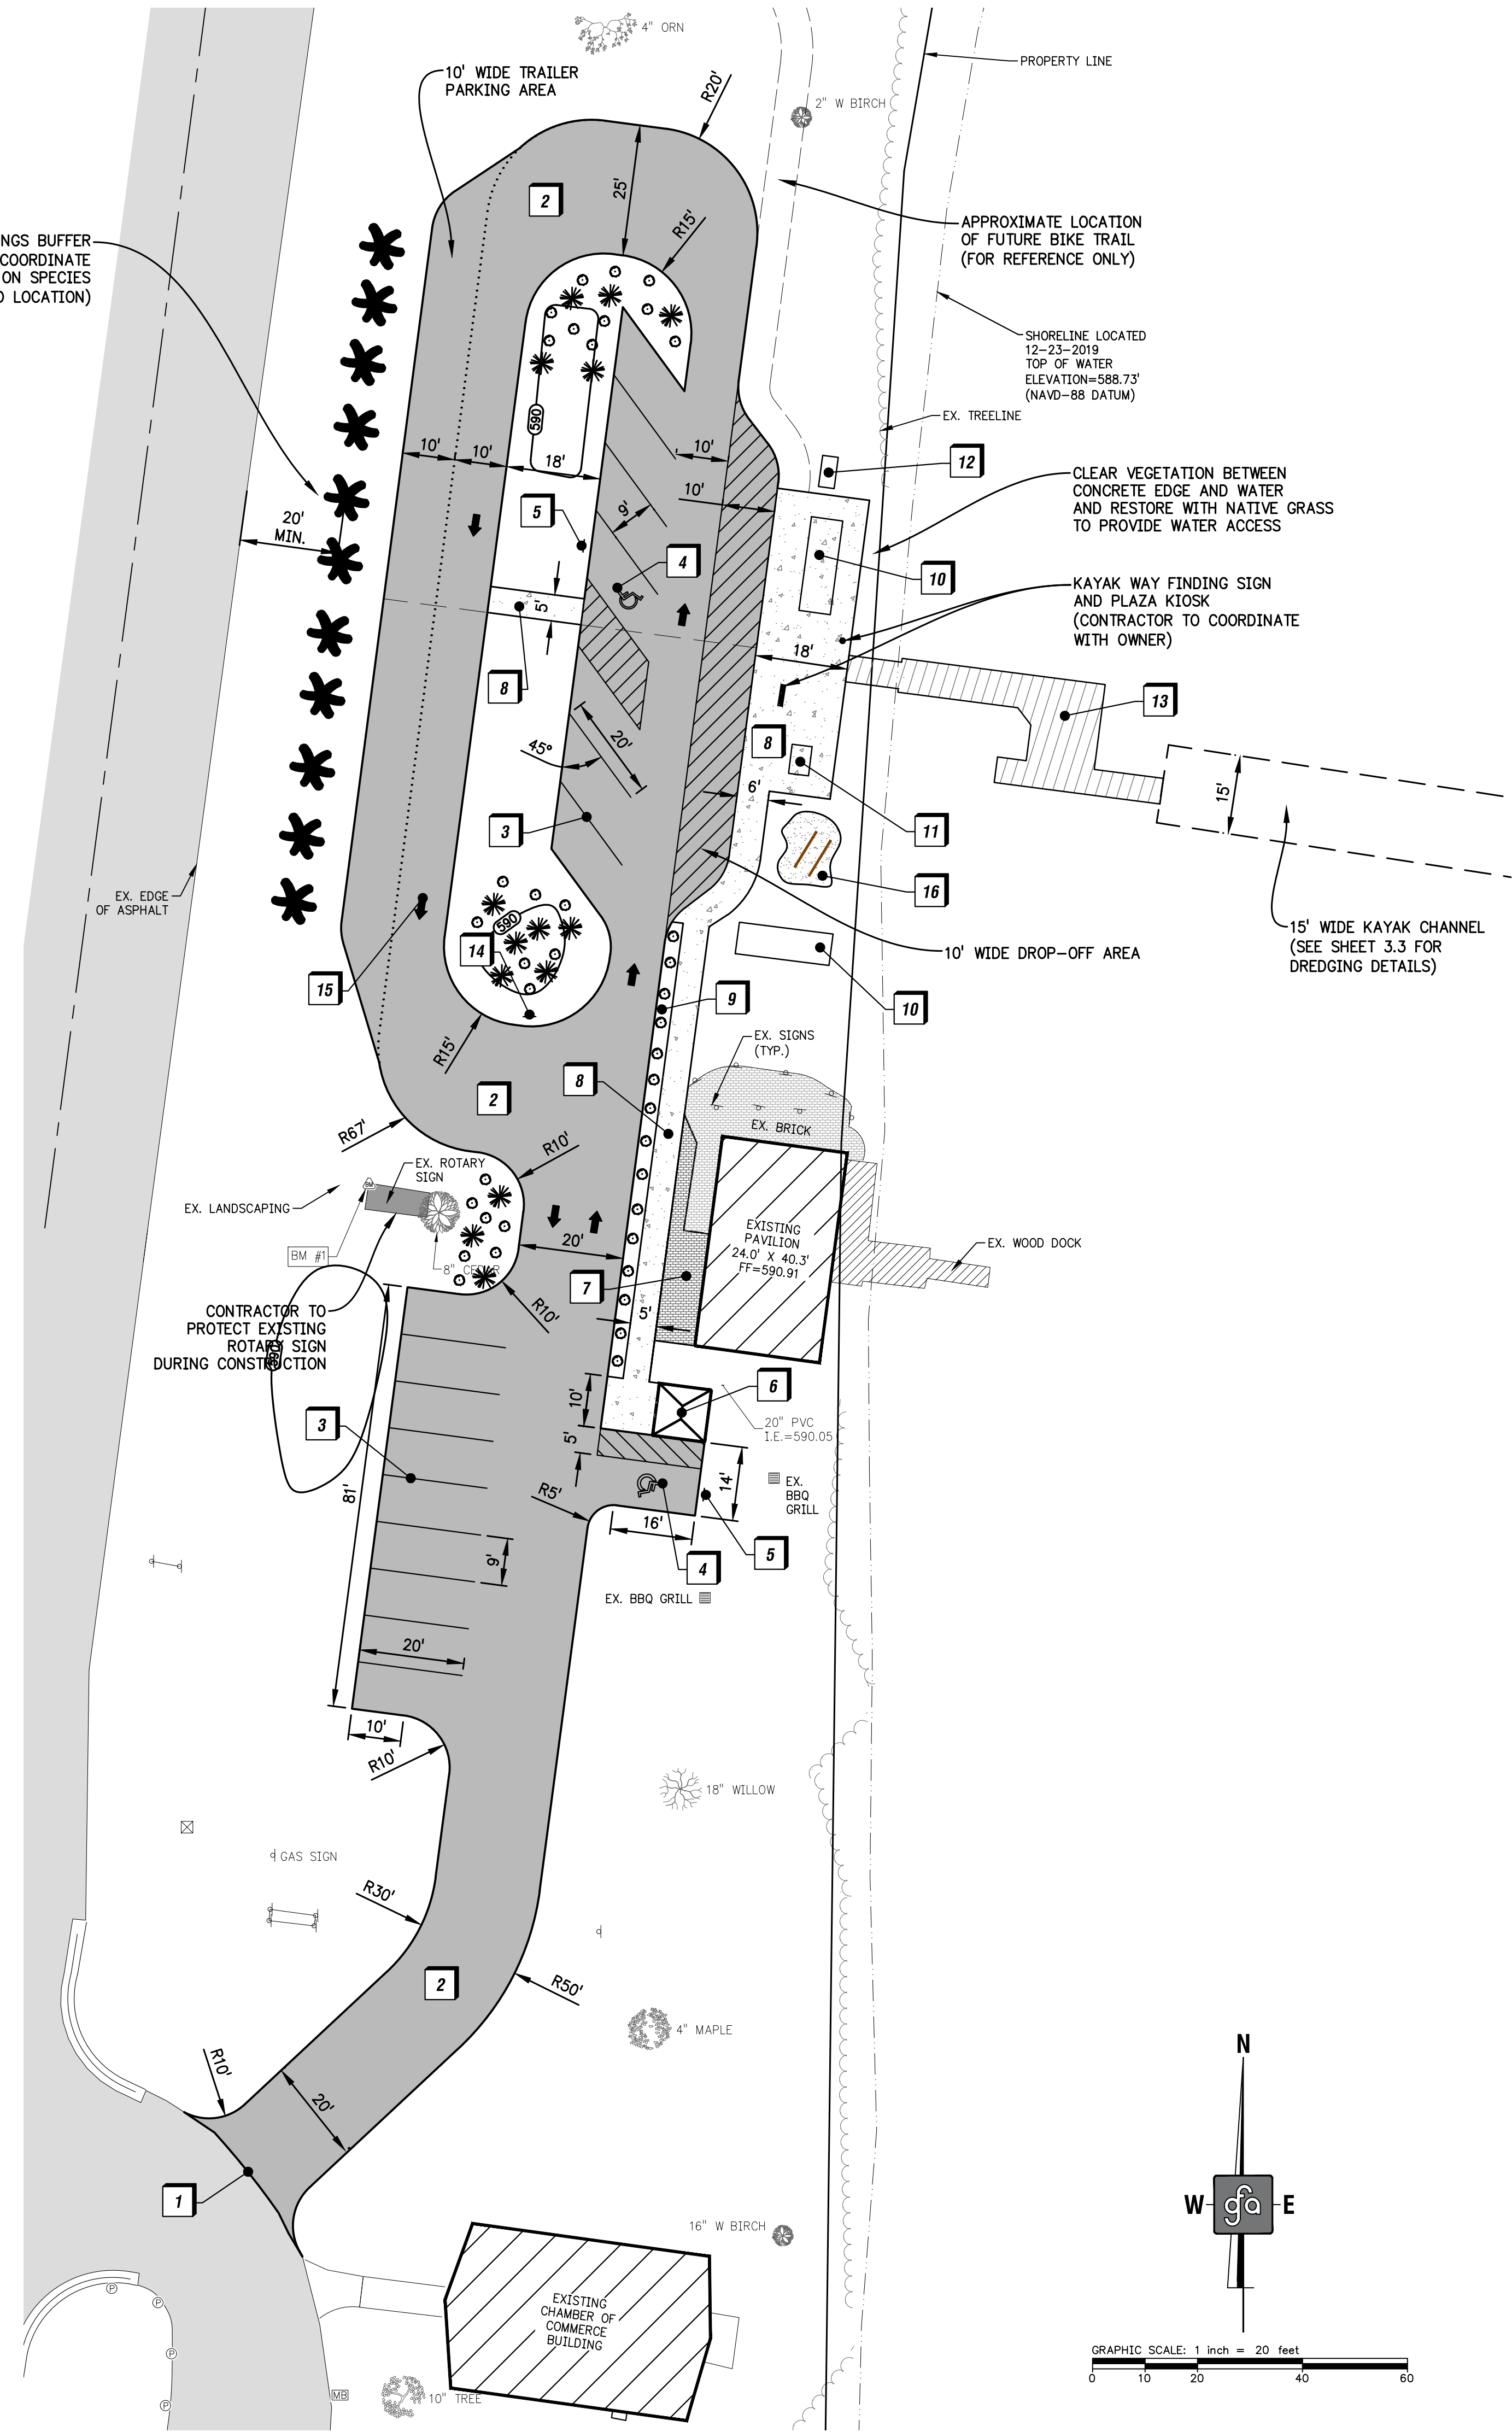 4" ORN
PROPERTY LINE
10' WIDE TRAILER
PARKING AREA
R20'
2" W BIRCH
25'
2
R15'
APPROXIMATE LOCATION
OF FUTURE BIKE TRAIL
(FOR REFERENCE ONLY)
NGS BUFFER
COORDINATE
ON SPECIES
LOCATION)
SHORELINE LOCATED
12-23-2019
TOP OF WATER
ELEVATION=588.73'
(NAVD-88 DATUM)
EX. TREELINE
590
10'
10'
18'
10'
12
CLEAR VEGETATION BETWEEN
CONCRETE EDGE AND WATER
AND RESTORE WITH NATIVE GRASS
TO PROVIDE WATER ACCESS
10'
5
9'
20'
MIN.
4
10
KAYAK WAY FINDING SIGN
AND PLAZA KIOSK
(CONTRACTOR TO COORDINATE
WITH OWNER)
5'
18'
8
13
20'
45°
8
6'
15'
3
11
16
EX. EDGE
OF ASPHALT
590
14
10' WIDE DROP-OFF AREA
15' WIDE KAYAK CHANNEL
(SEE SHEET 3.3 FOR
DREDGING DETAILS)
15
9
10
R15'
EX. SIGNS
(TYP.)
8
2
EX. BRICK
R67'
R10'
EX. ROTARY
SIGN
EX. LANDSCAPING
BM
BM #1
8" CEDAR
20'
EXISTING
PAVILION
24.0' X 40.3'
FF=590.91
EX. WOOD DOCK
7
R10'
5'
CONTRACTOR TO
PROTECT EXISTING
ROTARY SIGN
DURING CONSTRUCTION
590
6
10'
20" PVC
I.E.=590.05
3
5'
14'
EX.
BBQ
GRILL
81'
R5'
16'
9'
4
5
EX. BBQ GRILL
20'
10'
R10'
18" WILLOW
GAS SIGN
R30'
2
R50'
4" MAPLE
R10'
20'
1
16" W BIRCH
EXISTING
CHAMBER OF
COMMERCE
BUILDING
P
P
P
P
MB
10" TREE
N
W
gfa
E
GRAPHIC SCALE: 1 inch = 20 feet
0 10 20 40 60